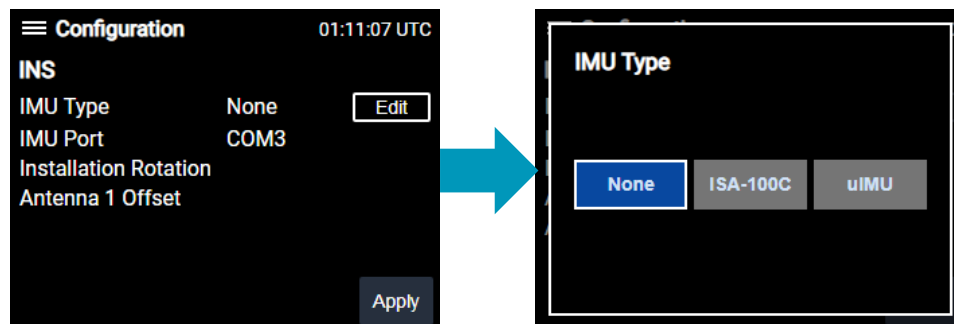 Configuration 01:11:07 UTC
INS
IMU Type None Edit
IMU Port COM3
Installation Rotation
Antenna 1 Offset
Apply
IMU Type
None ISA-100C uIMU